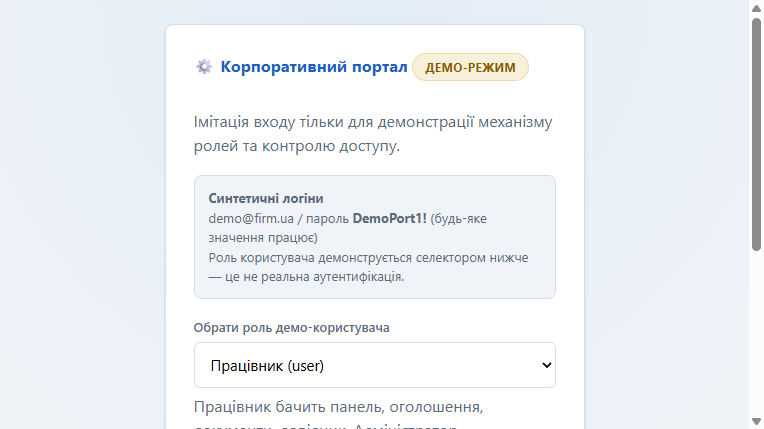 Корпоративний портал ДЕМО-РЕЖИМ
Імітація входу тільки для демонстрації механізму
ролей та контролю доступу.
Синтетичні логіни
demo@firm.ua / пароль DemoPort1! (будь-яке
значення працює)
Роль користувача демонструється селектором нижче
— це не реальна аутентифікація.
Обрати роль демо-користувача
Працівник (user)
Працівник бачить панель, оголошення,